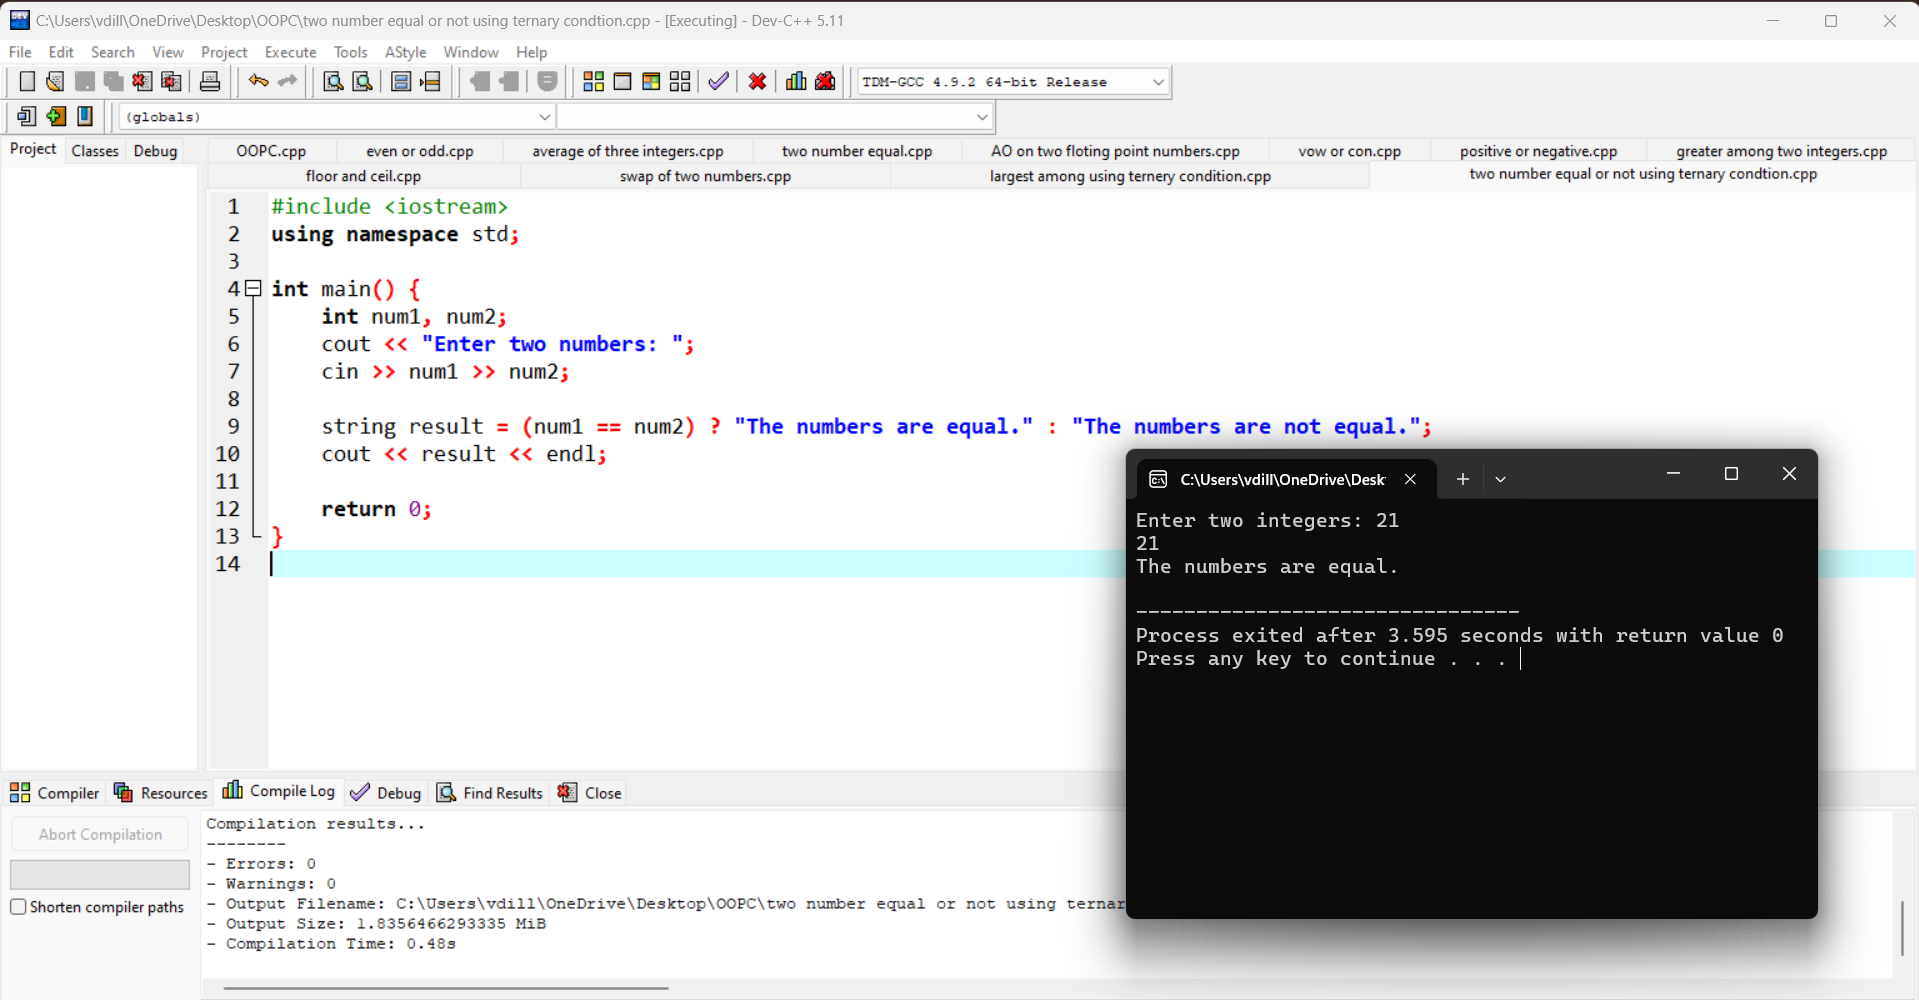 C:\Users\vdill\OneDrive\Desktop\OOPC\two number equal or not using ternary condtion.cpp - [Executing] - Dev-C++ 5.11
File Edit Search View Project Execute Tools AStyle Window Help
TDM-GCC 4.9.2 64-bit Release
(globals)
Project Classes Debug
OOPC.cpp even or odd.cpp average of three integers.cpp two number equal.cpp AO on two floting point numbers.cpp vow or con.cpp positive or negative.cpp greater among two integers.cpp
floor and ceil.cpp swap of two numbers.cpp largest among using ternery condition.cpp two number equal or not using ternary condtion.cpp
1 #include <iostream>
2 using namespace std;
3
4 int main() {
5 int num1, num2;
6 cout << "Enter two numbers: ";
7 cin >> num1 >> num2;
8
9 string result = (num1 == num2) ? "The numbers are equal." : "The numbers are not equal.";
10 cout << result << endl;
11
12 return 0;
13 }
14
C:\Users\vdill\OneDrive\Desk
Enter two integers: 21
21
The numbers are equal.
--------------------------------
Process exited after 3.595 seconds with return value 0
Press any key to continue . . .
Compiler Resources Compile Log Debug Find Results Close
Abort Compilation
Shorten compiler paths
Compilation results...
--------
- Errors: 0
- Warnings: 0
- Output Filename: C:\Users\vdill\OneDrive\Desktop\OOPC\two number equal or not using ternar
- Output Size: 1.8356466293335 MiB
- Compilation Time: 0.48s